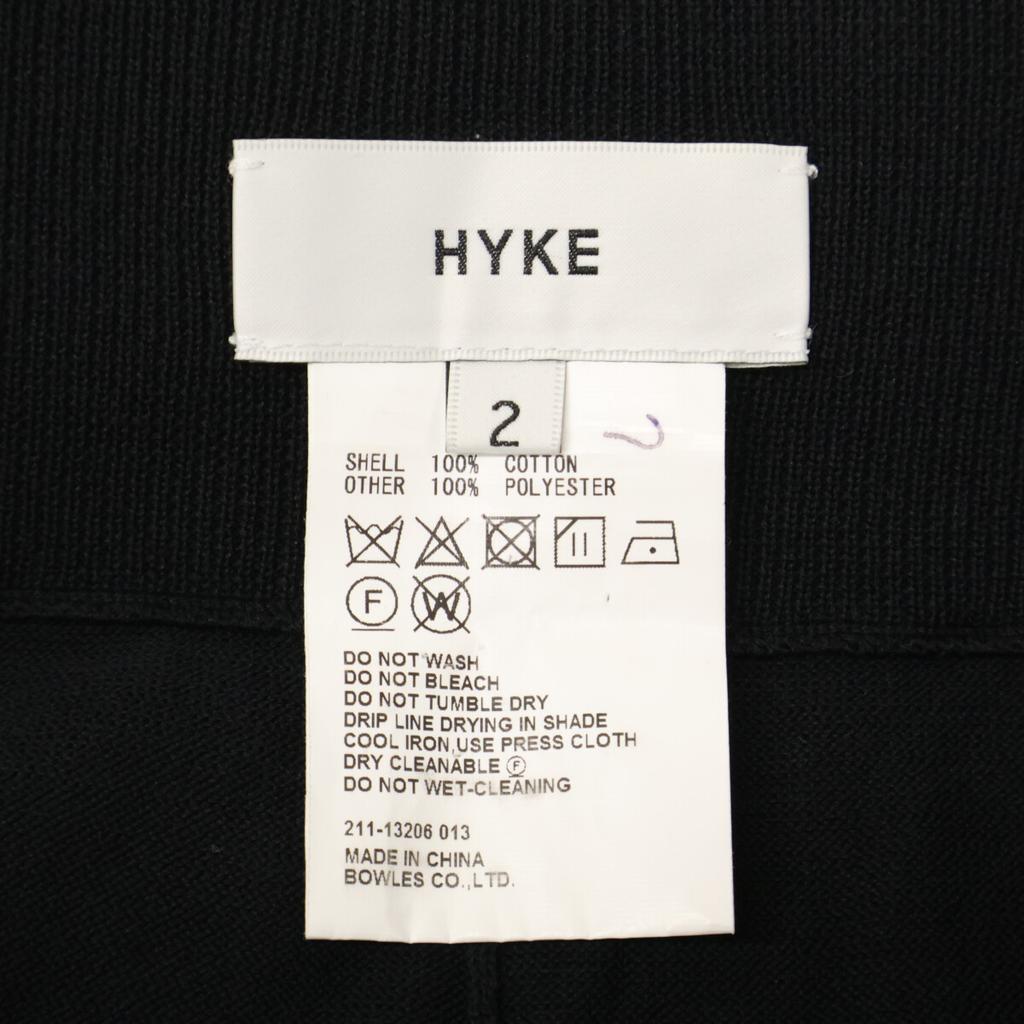 HYKE
2
SHELL 100% COTTON
OTHER 100% POLYESTER
F W
DO NOT WASH
DO NOT BLEACH
DO NOT TUMBLE DRY
DRIP LINE DRYING IN SHADE
COOL IRON,USE PRESS CLOTH
DRY CLEANABLE Ⓕ
DO NOT WET-CLEANING
211-13206 013
MADE IN CHINA
BOWLES CO.,LTD.